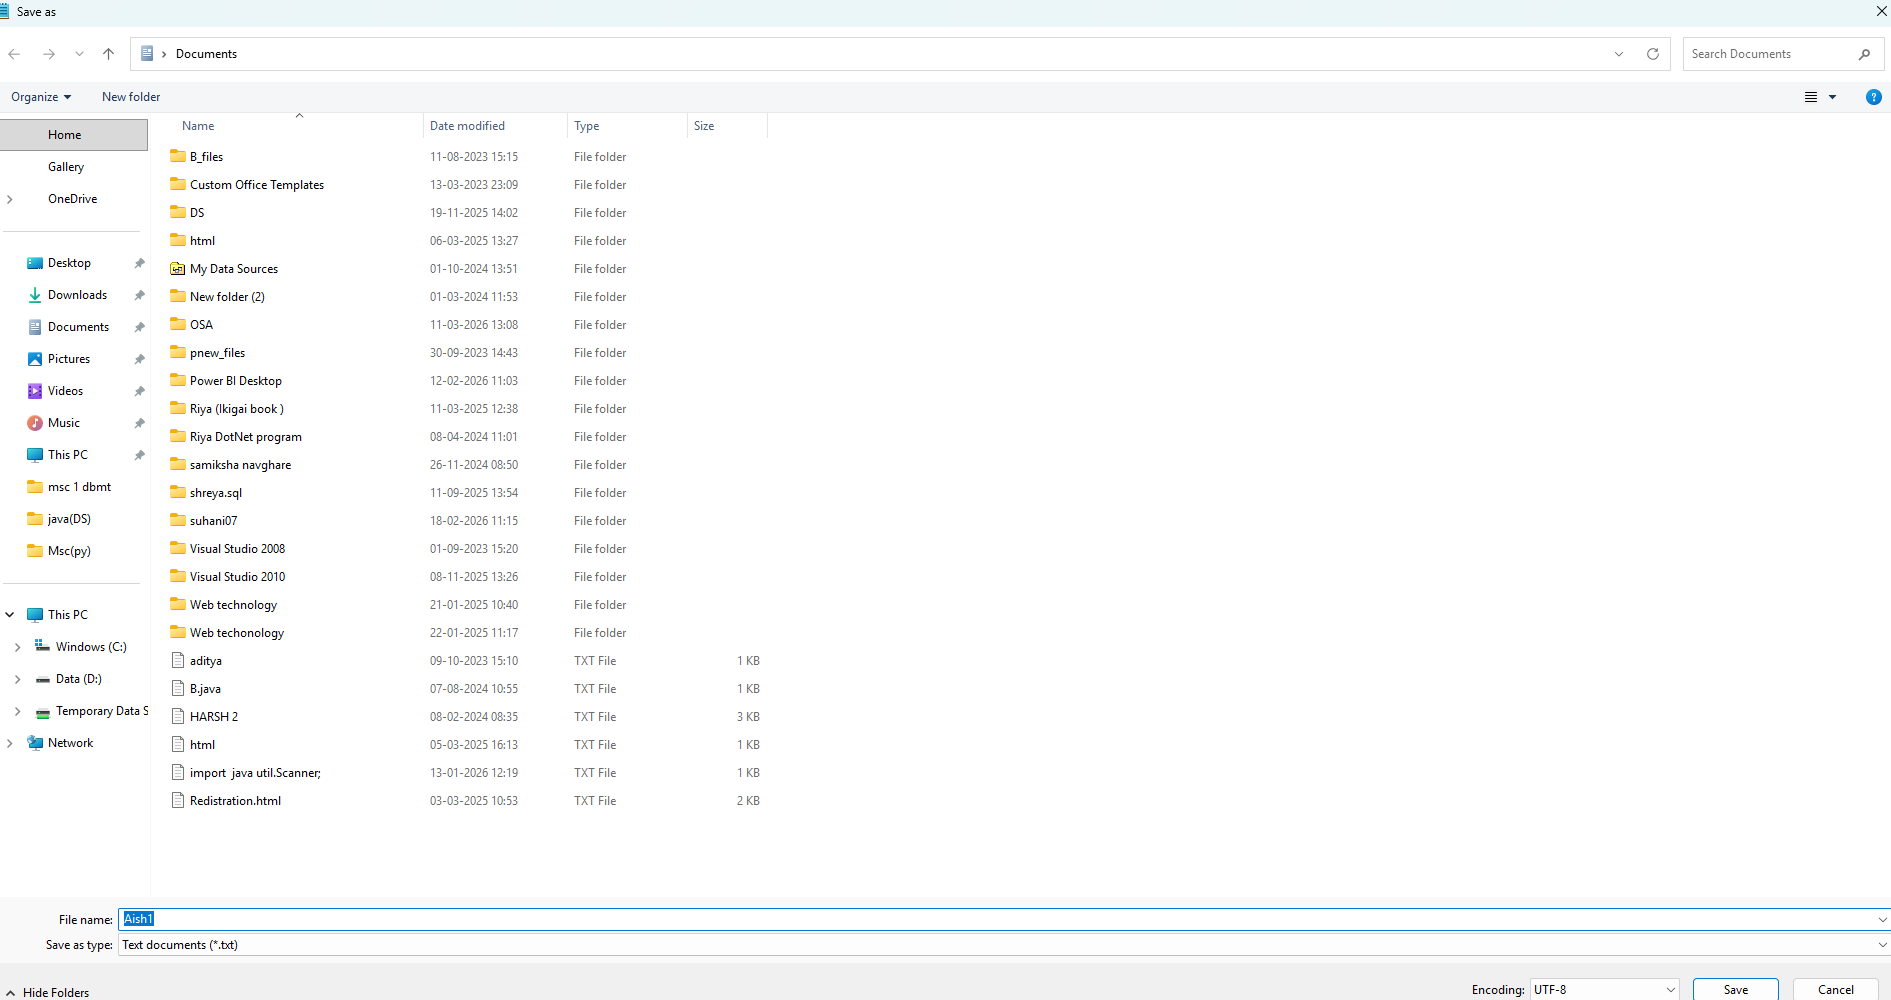 Save as
Documents
Search Documents
Organize
New folder
Name Date modified Type Size
Home
Gallery
OneDrive
Desktop
Downloads
Documents
Pictures
Videos
Music
This PC
msc 1 dbmt
java(DS)
Msc(py)
This PC
Windows (C:)
Data (D:)
Temporary Data S
Network
B_files 11-08-2023 15:15 File folder
Custom Office Templates 13-03-2023 23:09 File folder
DS 19-11-2025 14:02 File folder
html 06-03-2025 13:27 File folder
My Data Sources 01-10-2024 13:51 File folder
New folder (2) 01-03-2024 11:53 File folder
OSA 11-03-2026 13:08 File folder
pnew_files 30-09-2023 14:43 File folder
Power BI Desktop 12-02-2026 11:03 File folder
Riya (Ikigai book ) 11-03-2025 12:38 File folder
Riya DotNet program 08-04-2024 11:01 File folder
samiksha navghare 26-11-2024 08:50 File folder
shreya.sql 11-09-2025 13:54 File folder
suhani07 18-02-2026 11:15 File folder
Visual Studio 2008 01-09-2023 15:20 File folder
Visual Studio 2010 08-11-2025 13:26 File folder
Web technology 21-01-2025 10:40 File folder
Web techonology 22-01-2025 11:17 File folder
aditya 09-10-2023 15:10 TXT File 1 KB
B.java 07-08-2024 10:55 TXT File 1 KB
HARSH 2 08-02-2024 08:35 TXT File 3 KB
html 05-03-2025 16:13 TXT File 1 KB
import  java util.Scanner; 13-01-2026 12:19 TXT File 1 KB
Redistration.html 03-03-2025 10:53 TXT File 2 KB
File name: Aish1
Save as type: Text documents (*.txt)
Hide Folders
Encoding: UTF-8
Save
Cancel